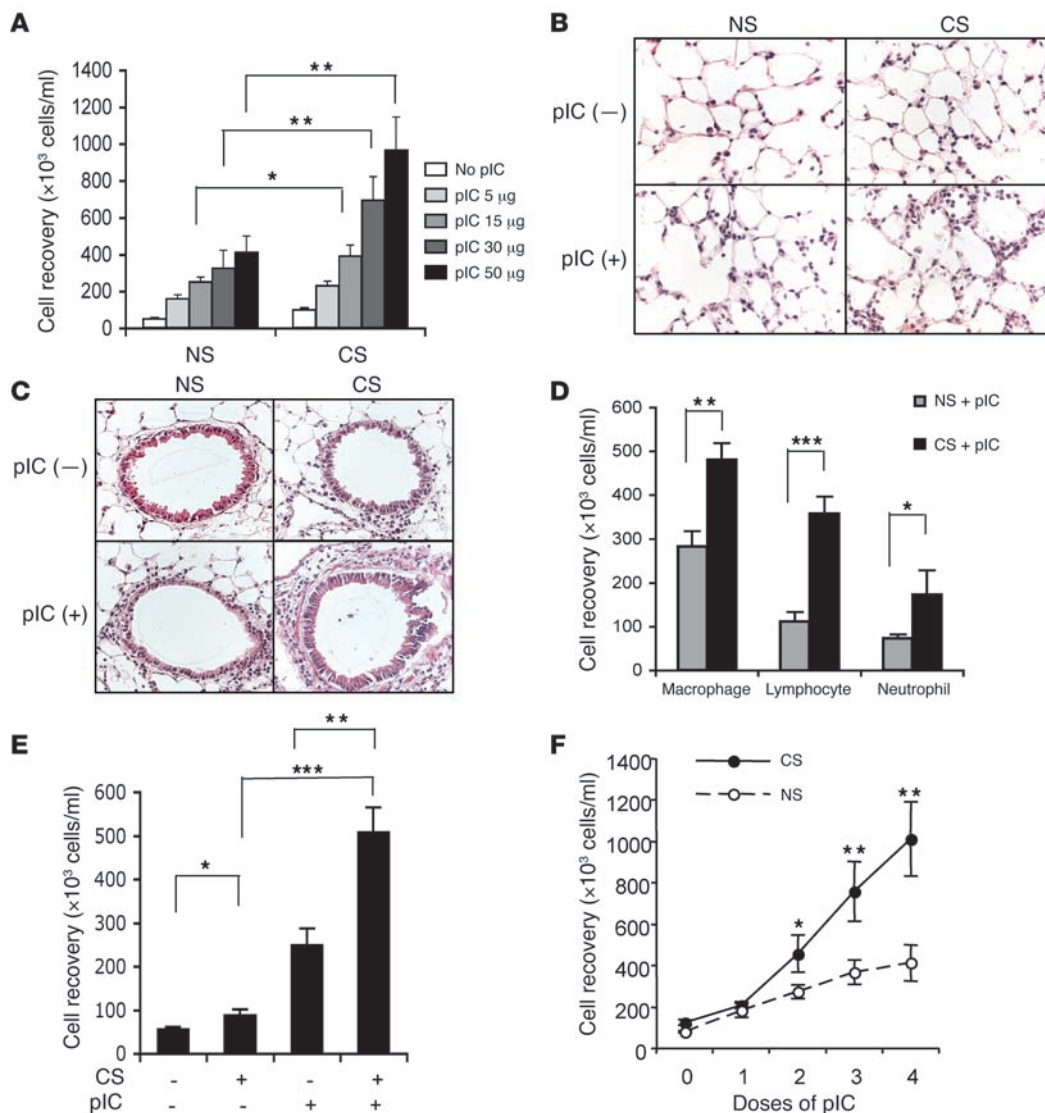 A
Cell recovery (×10³ cells/ml)
1400
1200
1000
800
600
400
200
0
**
**
*
No pIC
pIC 5 μg
pIC 15 μg
pIC 30 μg
pIC 50 μg
NS CS
B
NS CS
pIC (—)
pIC (+)
C
NS CS
pIC (—)
pIC (+)
D
Cell recovery (×10³ cells/ml)
600
500
400
300
200
100
0
**
***
*
NS + pIC
CS + pIC
Macrophage Lymphocyte Neutrophil
E
Cell recovery (×10³ cells/ml)
600
500
400
300
200
100
0
**
***
*
CS - + - +
pIC - - + +
F
Cell recovery (×10³ cells/ml)
1400
1200
1000
800
600
400
200
0
CS
NS
**
**
*
0 1 2 3 4
Doses of pIC